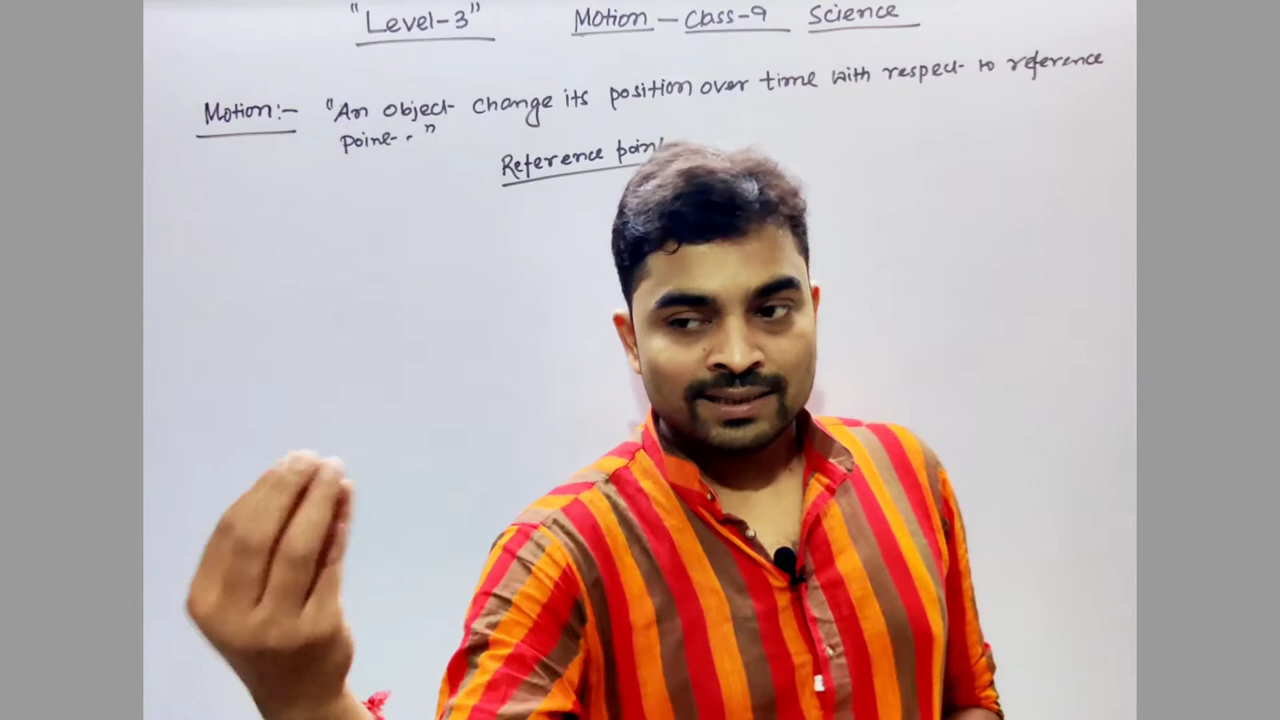 "Level-3" Motion - Class-9 Science
Motion:- "An object change its position over time with respect to reference
point."
Reference point